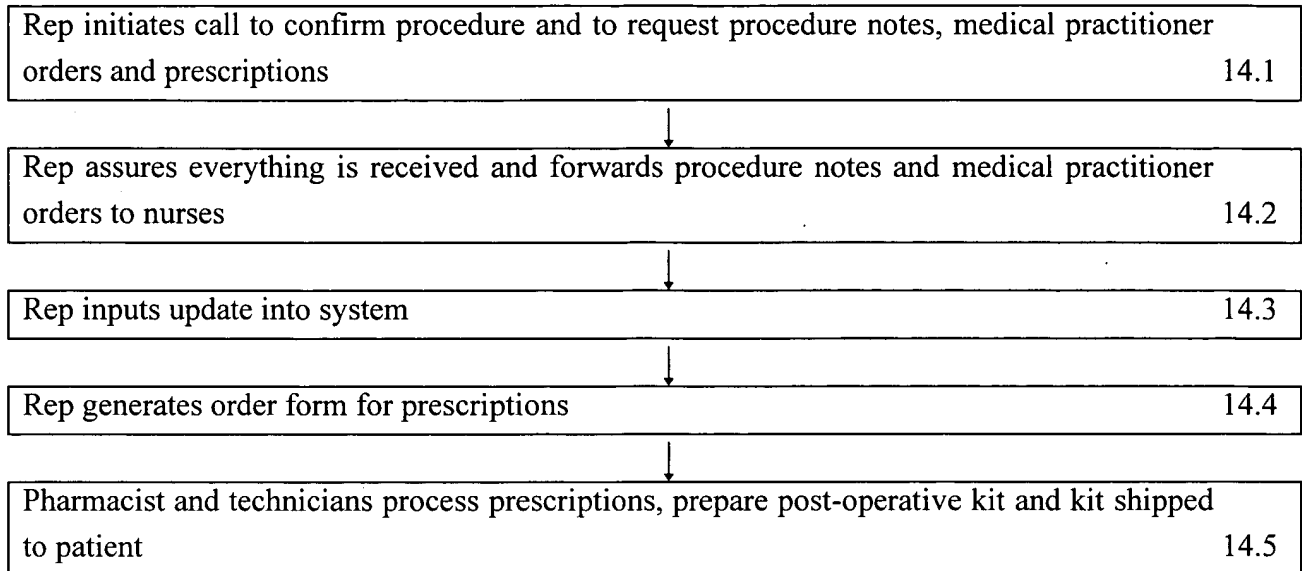 Rep initiates call to confirm procedure and to request procedure notes, medical practitioner
orders and prescriptions 14.1
Rep assures everything is received and forwards procedure notes and medical practitioner
orders to nurses 14.2
Rep inputs update into system 14.3
Rep generates order form for prescriptions 14.4
Pharmacist and technicians process prescriptions, prepare post-operative kit and kit shipped
to patient 14.5